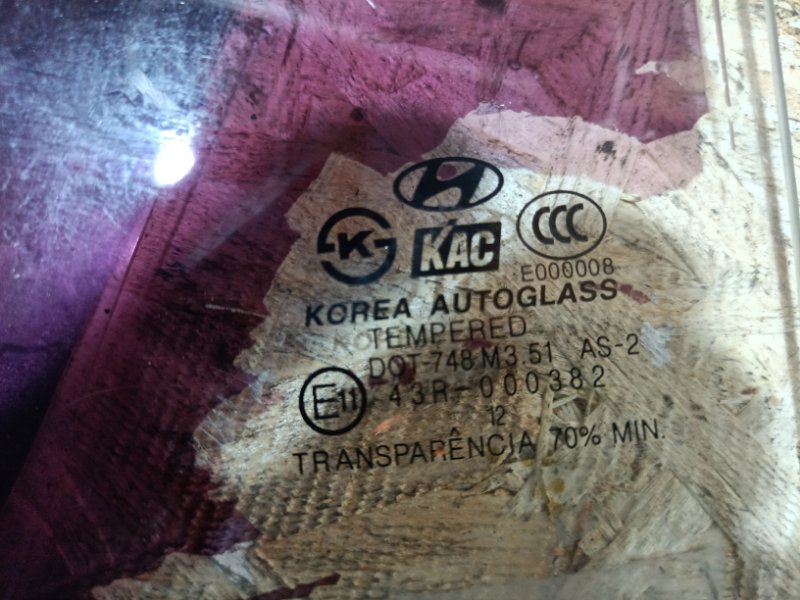 H
K
KAC
CCC
E000008
KOREA AUTOGLASS
TEMPERED
DOT-748 M3.51 AS-2
E11 43R-000382
12
TRANSPARÊNCIA 70% MIN.